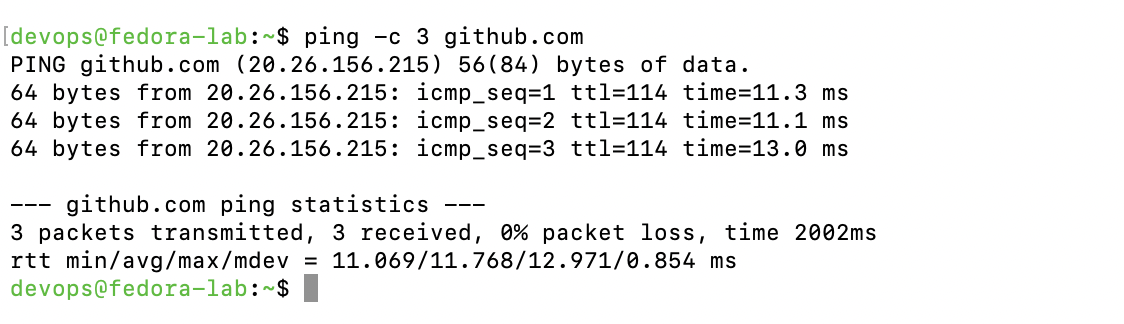 [devops@fedora-lab:~$ ping -c 3 github.com
PING github.com (20.26.156.215) 56(84) bytes of data.
64 bytes from 20.26.156.215: icmp_seq=1 ttl=114 time=11.3 ms
64 bytes from 20.26.156.215: icmp_seq=2 ttl=114 time=11.1 ms
64 bytes from 20.26.156.215: icmp_seq=3 ttl=114 time=13.0 ms

--- github.com ping statistics ---
3 packets transmitted, 3 received, 0% packet loss, time 2002ms
rtt min/avg/max/mdev = 11.069/11.768/12.971/0.854 ms
devops@fedora-lab:~$